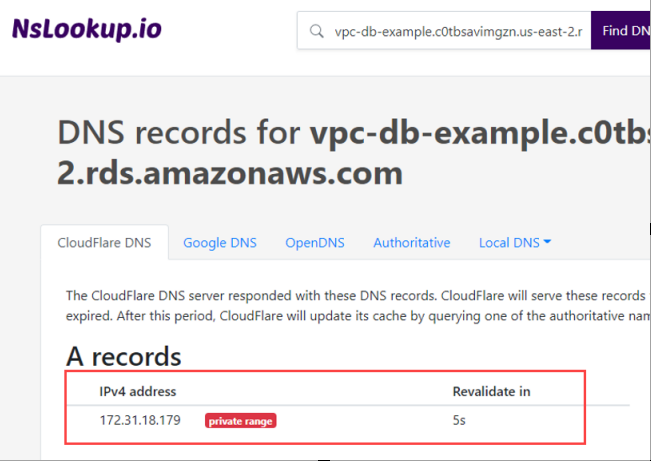 NsLookup.io
vpc-db-example.c0tbsavimgzn.us-east-2.r
Find DN
DNS records for vpc-db-example.c0tbs
2.rds.amazonaws.com
CloudFlare DNS Google DNS OpenDNS Authoritative Local DNS
The CloudFlare DNS server responded with these DNS records. CloudFlare will serve these records
expired. After this period, CloudFlare will update its cache by querying one of the authoritative nam
A records
IPv4 address Revalidate in
172.31.18.179 private range 5s